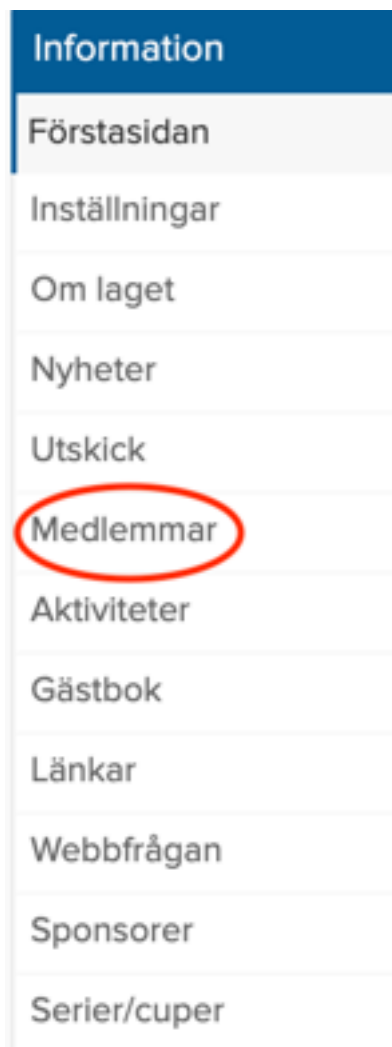 Information
Förstasidan
Inställningar
Om laget
Nyheter
Utskick
Medlemmar
Aktiviteter
Gästbok
Länkar
Webbfrågan
Sponsorer
Serier/cuper